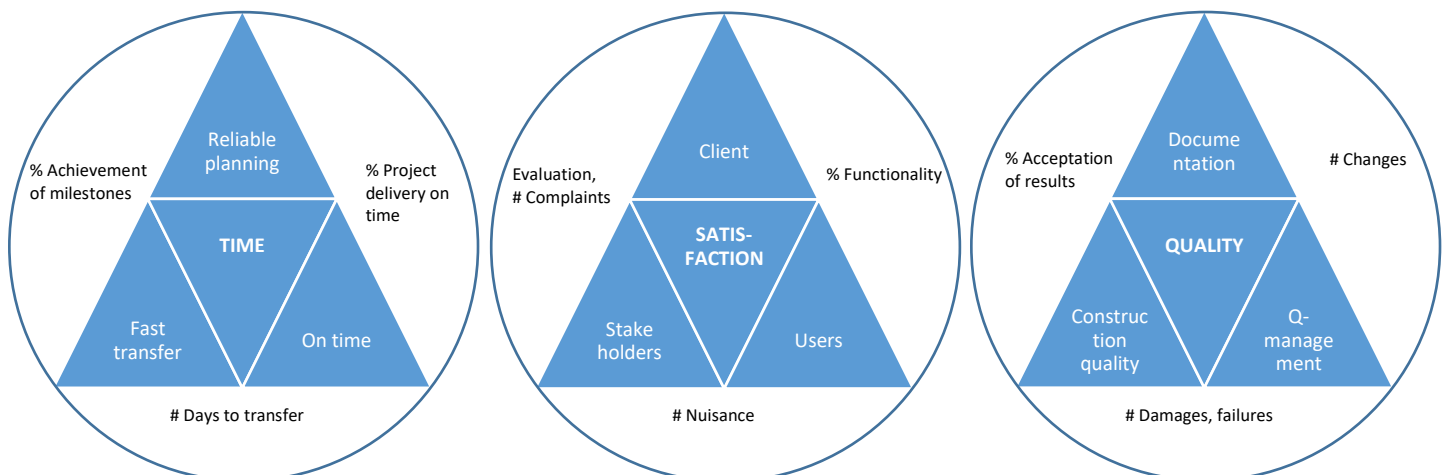 Reliable
planning
% Achievement
of milestones
% Project
delivery on
time
TIME
Fast
transfer
On time
# Days to transfer
Client
Evaluation,
# Complaints
% Functionality
SATIS-
FACTION
Stake
holders
Users
# Nuisance
Docume
ntation
% Acceptation
of results
# Changes
QUALITY
Construc
tion
quality
Q-
manage
ment
# Damages, failures